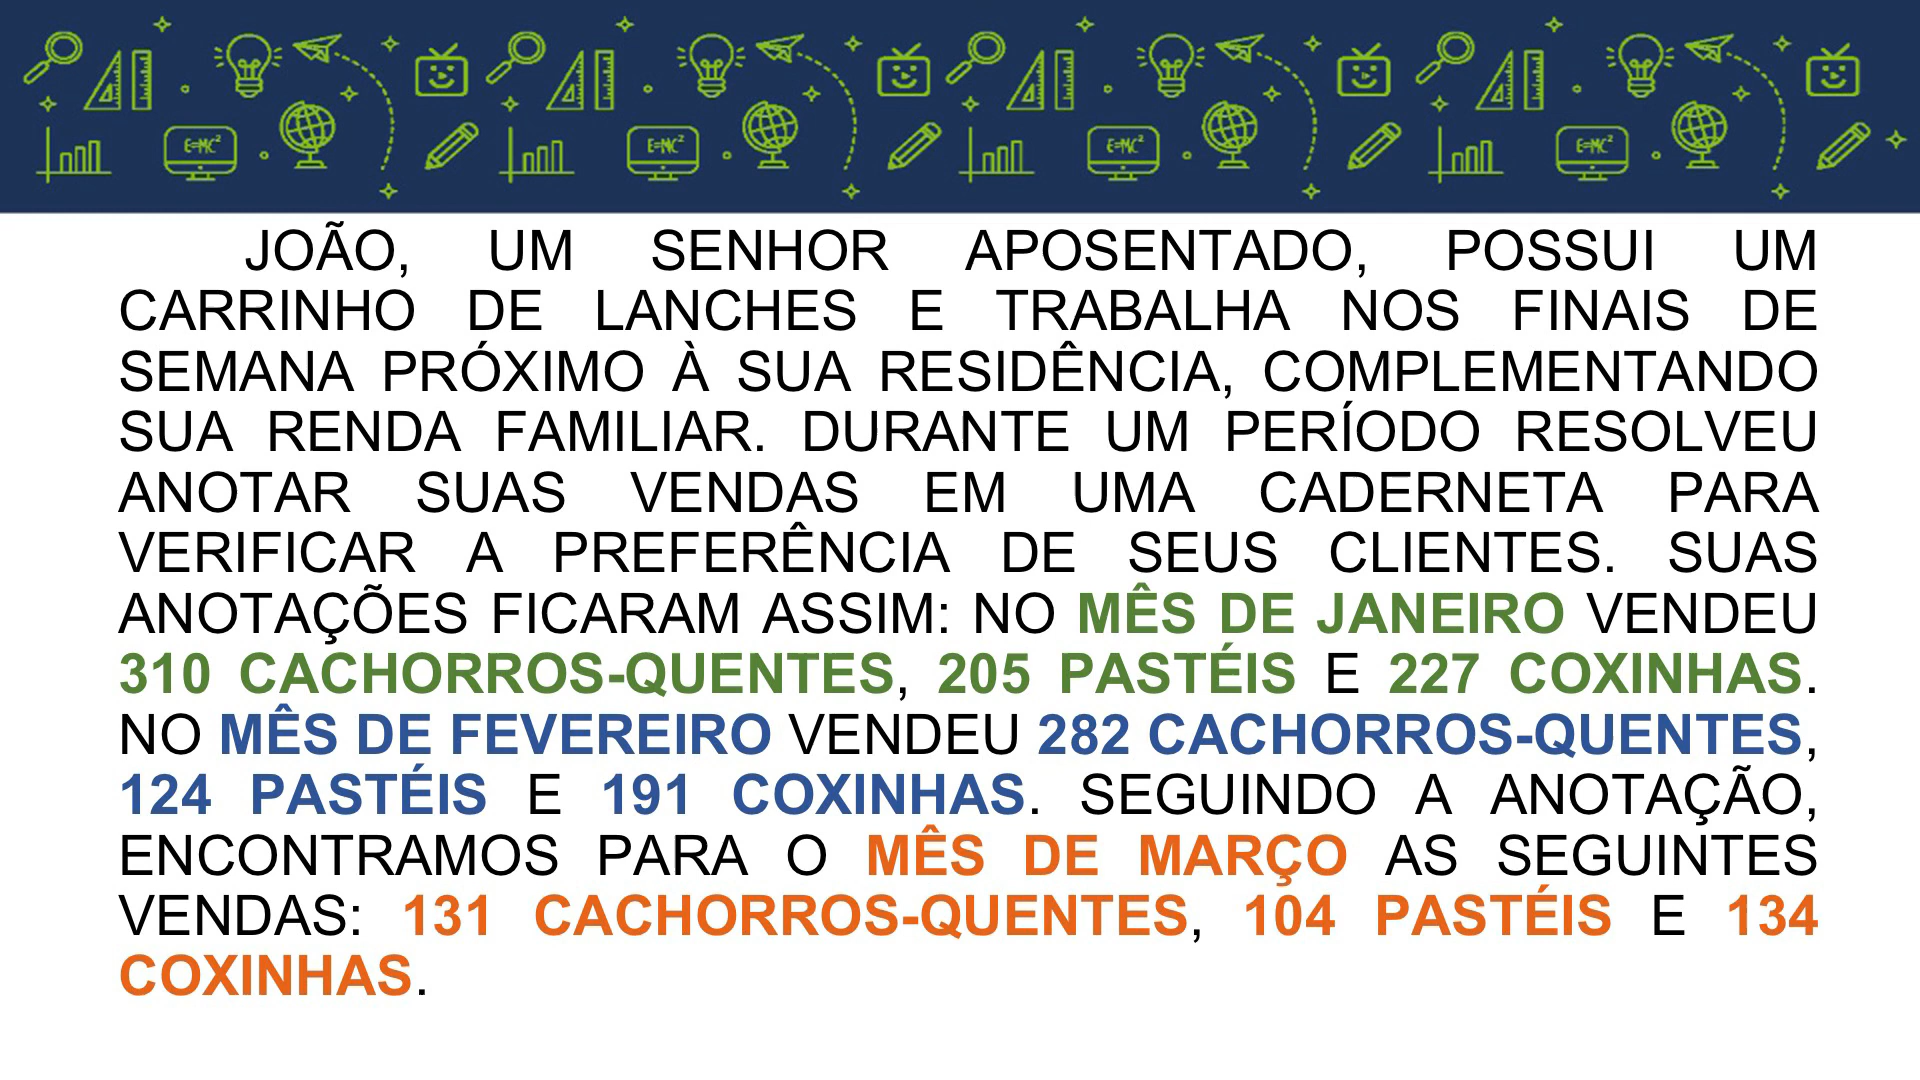 E=MC² E=MC² E=MC² E=MC²
JOÃO, UM SENHOR APOSENTADO, POSSUI UM
CARRINHO DE LANCHES E TRABALHA NOS FINAIS DE
SEMANA PRÓXIMO À SUA RESIDÊNCIA, COMPLEMENTANDO
SUA RENDA FAMILIAR. DURANTE UM PERÍODO RESOLVEU
ANOTAR SUAS VENDAS EM UMA CADERNETA PARA
VERIFICAR A PREFERÊNCIA DE SEUS CLIENTES. SUAS
ANOTAÇÕES FICARAM ASSIM: NO MÊS DE JANEIRO VENDEU
310 CACHORROS-QUENTES, 205 PASTÉIS E 227 COXINHAS.
NO MÊS DE FEVEREIRO VENDEU 282 CACHORROS-QUENTES,
124 PASTÉIS E 191 COXINHAS. SEGUINDO A ANOTAÇÃO,
ENCONTRAMOS PARA O MÊS DE MARÇO AS SEGUINTES
VENDAS: 131 CACHORROS-QUENTES, 104 PASTÉIS E 134
COXINHAS.